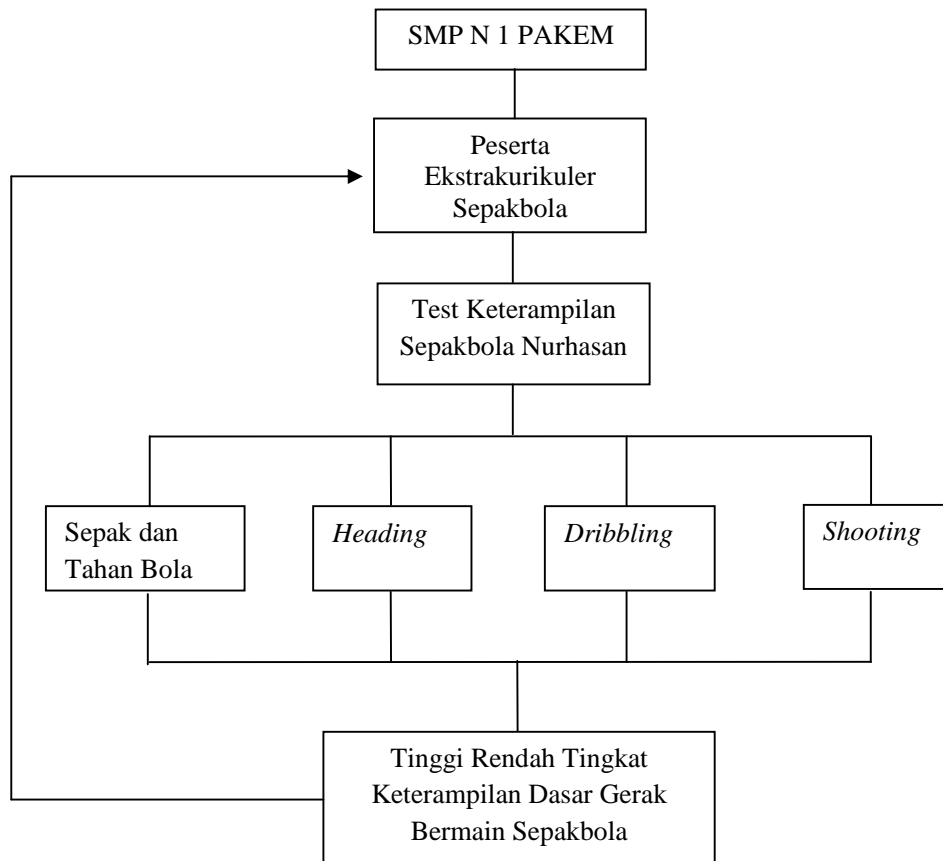 SMP N 1 PAKEM
Peserta
Ekstrakurikuler
Sepakbola
Test Keterampilan
Sepakbola Nurhasan
Sepak dan
Tahan Bola
Heading
Dribbling
Shooting
Tinggi Rendah Tingkat
Keterampilan Dasar Gerak
Bermain Sepakbola